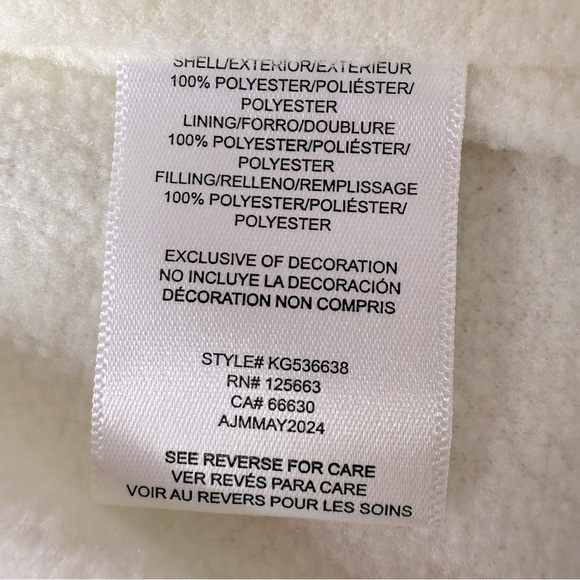 SHELL/EXTERIOR/EXTÉRIEUR
100% POLYESTER/POLIÉSTER/
POLYESTER
LINING/FORRO/DOUBLURE
100% POLYESTER/POLIÉSTER/
POLYESTER
FILLING/RELLENO/REMPLISSAGE
100% POLYESTER/POLIÉSTER/
POLYESTER
EXCLUSIVE OF DECORATION
NO INCLUYE LA DECORACIÓN
DÉCORATION NON COMPRIS
STYLE# KG536638
RN# 125663
CA# 66630
AJMMAY2024
SEE REVERSE FOR CARE
VER REVÉS PARA CARE
VOIR AU REVERS POUR LES SOINS